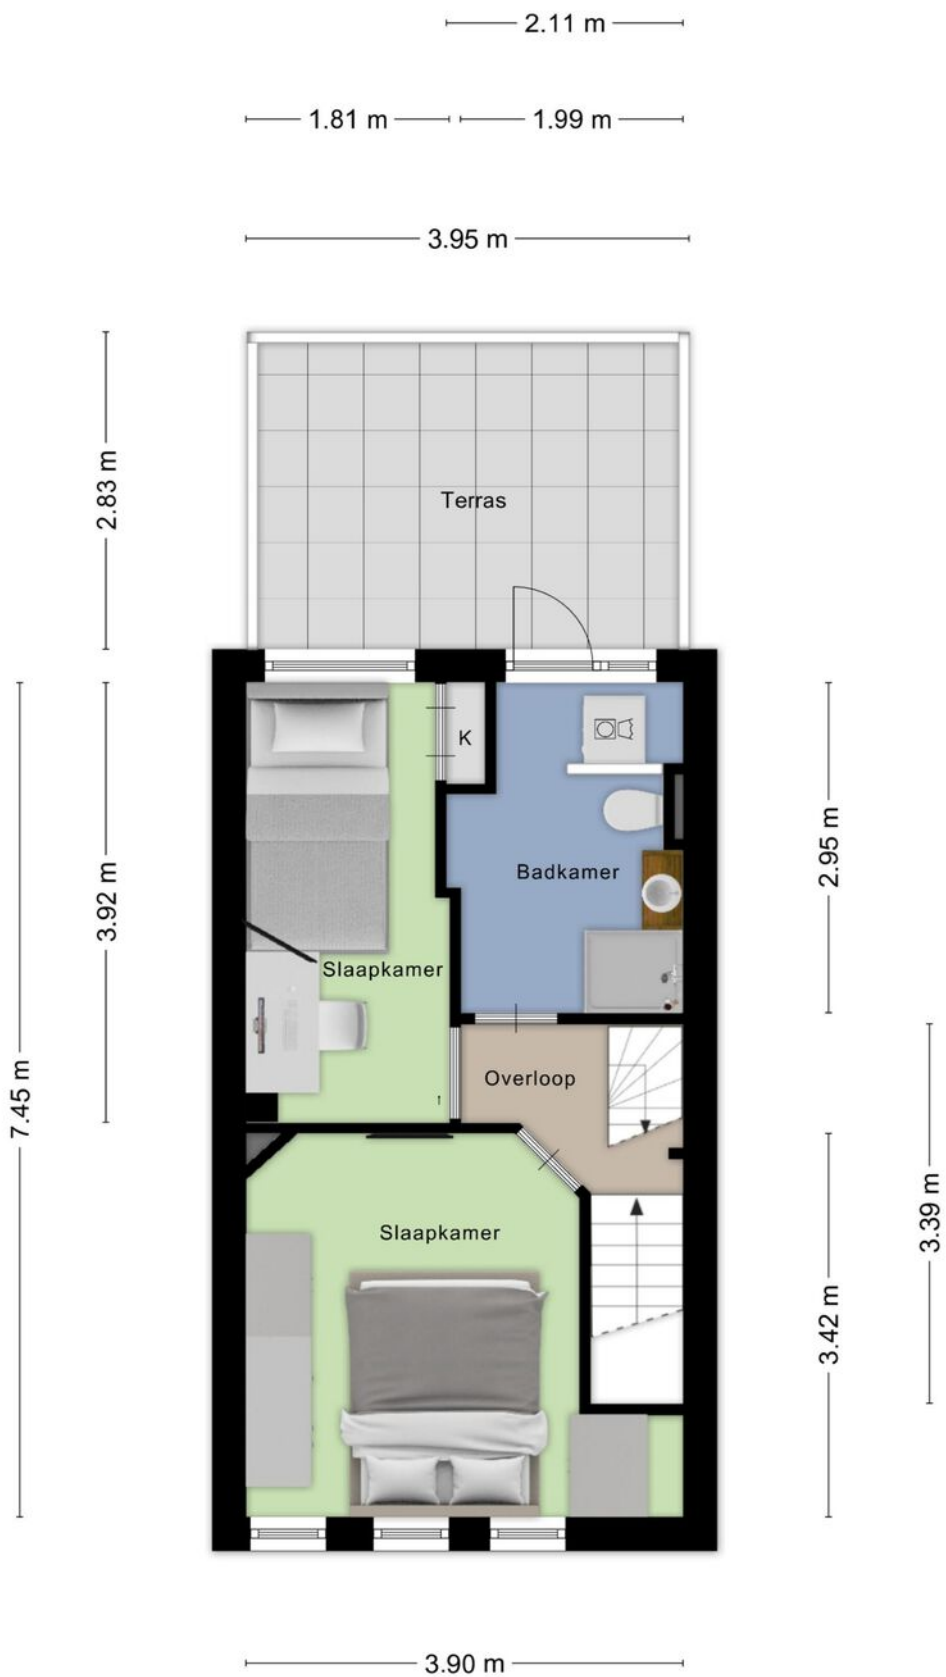 2.11 m
1.81 m
1.99 m
3.95 m
2.83 m
Terras
K
Badkamer
2.95 m
3.92 m
Slaapkamer
7.45 m
Overloop
3.39 m
Slaapkamer
3.42 m
3.90 m